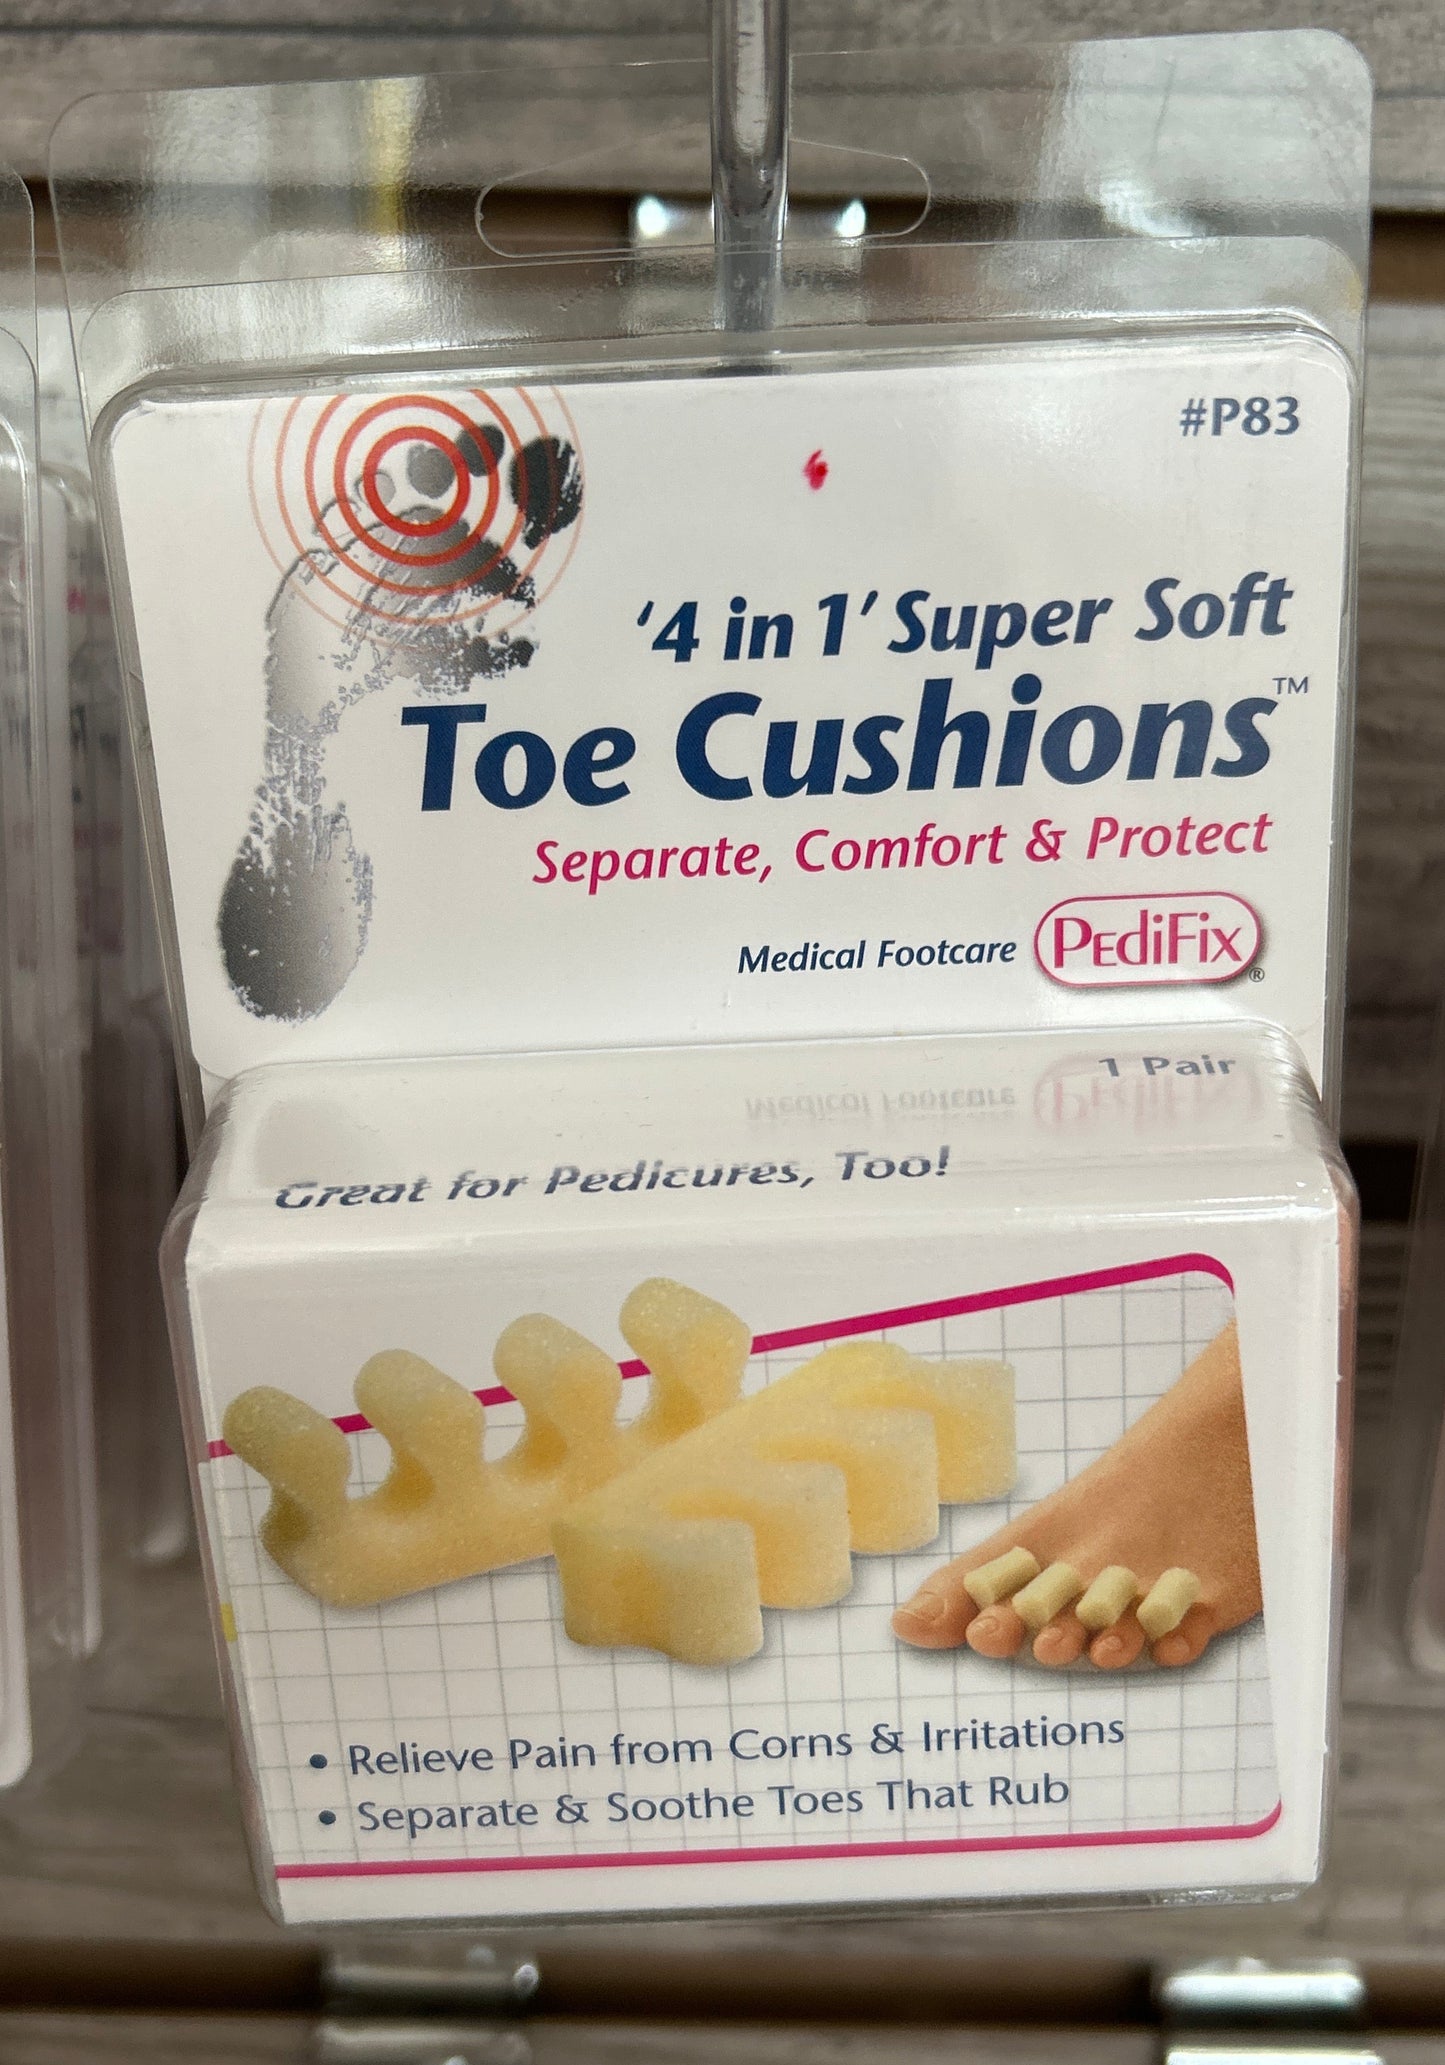 #P83
‘4 in 1’ Super Soft
Toe Cushions™
Separate, Comfort & Protect
Medical Footcare PEdiFix®
1 Pair
Great for Pedicures, Too!
• Relieve Pain from Corns & Irritations
• Separate & Soothe Toes That Rub